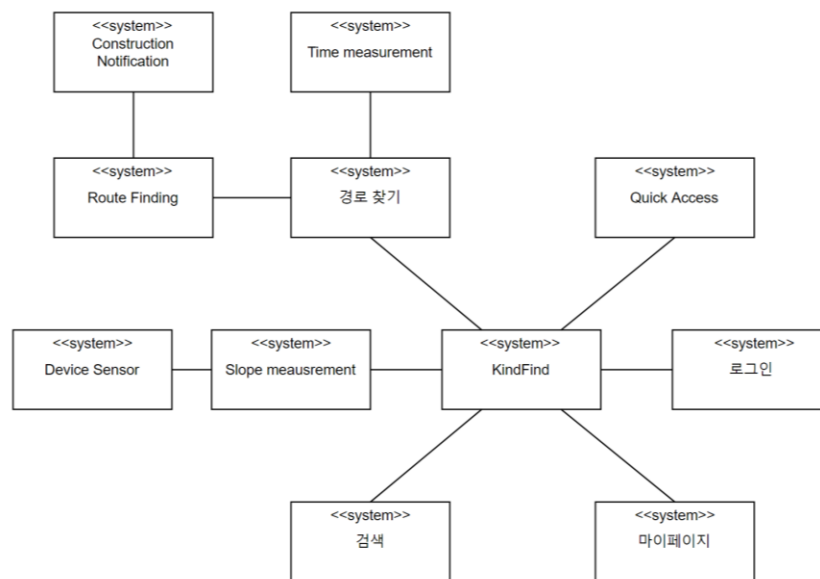 <<system>>
Construction
Notification
<<system>>
Time measurement
<<system>>
Route Finding
<<system>>
경로 찾기
<<system>>
Quick Access
<<system>>
Device Sensor
<<system>>
Slope meausrement
<<system>>
KindFind
<<system>>
로그인
<<system>>
검색
<<system>>
마이페이지